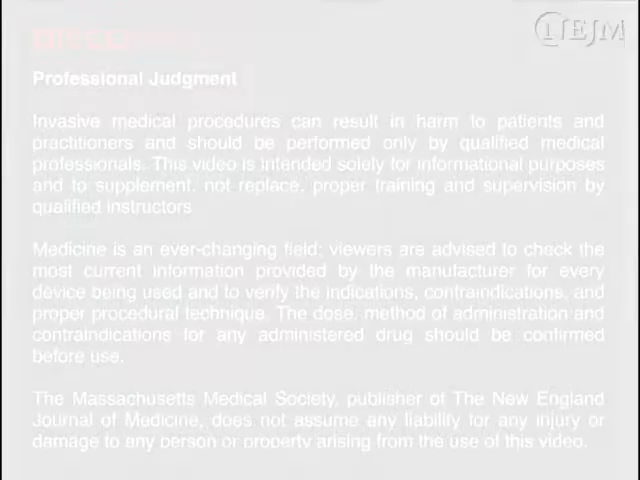 NEJM
Professional Judgment
Invasive medical procedures can result in harm to patients and
practitioners and should be performed only by qualified medical
professionals. This video is intended solely for informational purposes
and to supplement, not replace, proper training and supervision by
qualified instructors.
Medicine is an ever-changing field; viewers are advised to check the
most current information provided by the manufacturer for every
device being used and to verify the indications, contraindications, and
proper procedural technique. The dose, method of administration and
contraindications for any administered drug should be confirmed
before use.
The Massachusetts Medical Society, publisher of The New England
Journal of Medicine, does not assume any liability for any injury or
damage to any person or property arising from the use of this video.